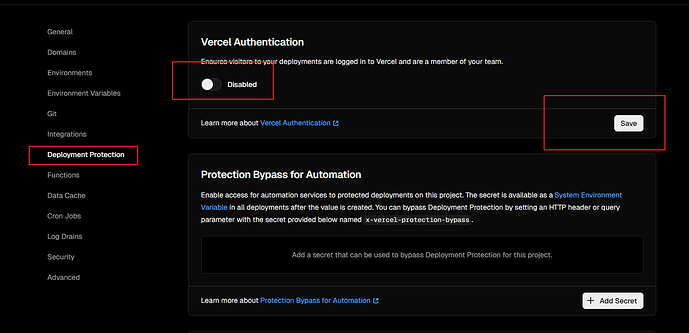 General
Domains
Environments
Environment Variables
Git
Integrations
Deployment Protection
Functions
Data Cache
Cron Jobs
Log Drains
Security
Advanced
Vercel Authentication
Ensures visitors to your deployments are logged in to Vercel and are a member of your team.
Disabled
Learn more about Vercel Authentication
Save
Protection Bypass for Automation
Enable access for automation services to protected deployments on this project. The secret is available as a System Environment
Variable in all deployments after the value is created. You can bypass Deployment Protection by setting an HTTP header or query
parameter with the secret provided below named x-vercel-protection-bypass.
Add a secret that can be used to bypass Deployment Protection for this project.
Learn more about Protection Bypass for Automation
+ Add Secret